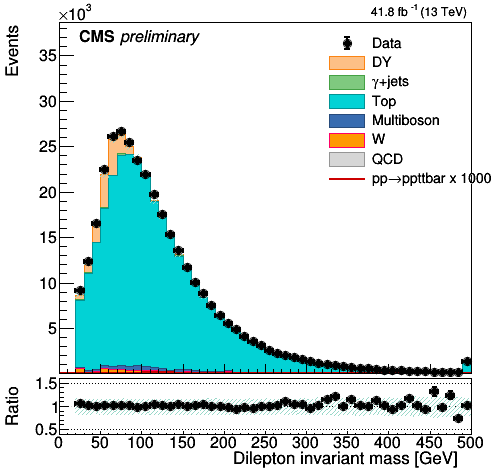 ×10³
41.8 fb⁻¹ (13 TeV)
CMS preliminary
Events
35
30
25
20
15
10
5
0
Data
DY
γ+jets
Top
Multiboson
W
QCD
pp→ppttbar x 1000
Ratio
1.5
1
0.5
0 50 100 150 200 250 300 350 400 450 500
Dilepton invariant mass [GeV]